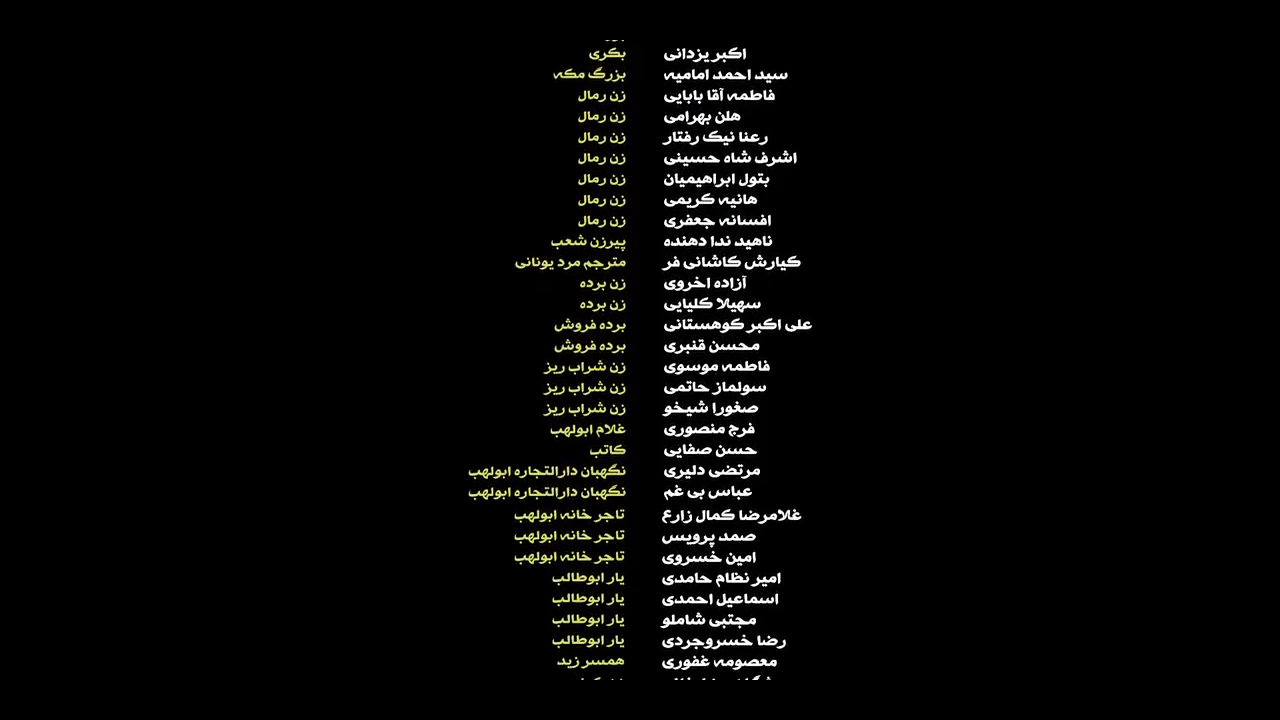 اکبر یزدانی بکری
سید احمد امامیه بزرگ مکه
فاطمه آقا بابایی زن رمال
هلن بهرامی زن رمال
رعنا نیک رفتار زن رمال
اشرف شاه حسینی زن رمال
بتول ابراهیمیان زن رمال
هانیه کریمی زن رمال
افسانه جعفری زن رمال
ناهید ندا دهنده پیرزن شعب
کیارش کاشانی فر مترجم مرد یونانی
آزاده اخروی زن برده
سهیلا کلیایی زن برده
علی اکبر کوهستانی برده فروش
محسن قنبری برده فروش
فاطمه موسوی زن شراب ریز
سولماز حاتمی زن شراب ریز
صغورا شیخو زن شراب ریز
فرج منصوری غلام ابولهب
حسن صفایی کاتب
مرتضی دلیری نگهبان دارالتجاره ابولهب
عباس بی غم نگهبان دارالتجاره ابولهب
غلامرضا کمال زارع تاجر خانه ابولهب
صمد پرویس تاجر خانه ابولهب
امین خسروی تاجر خانه ابولهب
امیر نظام حامدی یار ابوطالب
اسماعیل احمدی یار ابوطالب
مجتبی شاملو یار ابوطالب
رضا خسروجردی یار ابوطالب
معصومه غفوری همسر زید